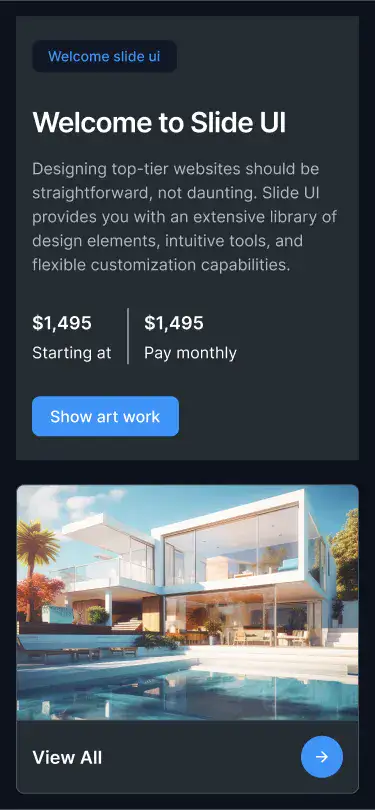 Welcome slide ui
Welcome to Slide UI
Designing top-tier websites should be
straightforward, not daunting. Slide UI
provides you with an extensive library of
design elements, intuitive tools, and
flexible customization capabilities.
$1,495
Starting at
$1,495
Pay monthly
Show art work
View All